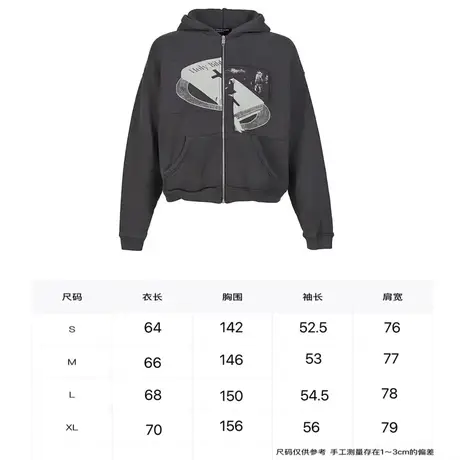 Holy Bible
尺码 衣长 胸围 袖长 肩宽
S 64 142 52.5 76
M 66 146 53 77
L 68 150 54.5 78
XL 70 156 56 79
尺码仅供参考 手工测量存在1~3cm的偏差